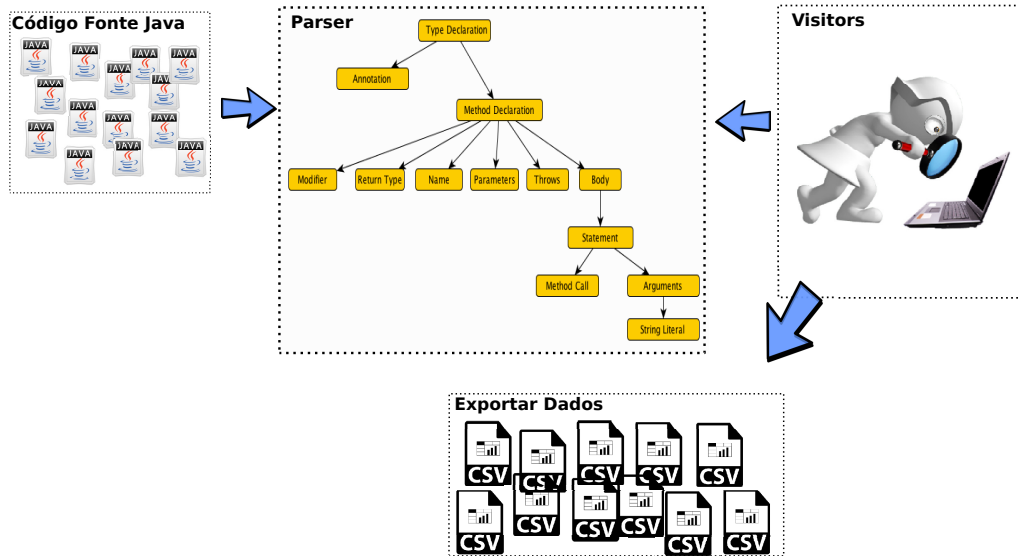 Código Fonte Java
JAVA
JAVA
JAVA
JAVA
JAVA
JAVA
JAV
JAVA
JAVA
JAVA
JAVA
JAVA
JAVA
JAVA
Parser
Type Declaration
Annotation
Method Declaration
Modifier
Return Type
Name
Parameters
Throws
Body
Statement
Method Call
Arguments
String Literal
Visitors
Exportar Dados
CSV
CSV
CSV
CSV
CSV
CSV
CSV
CSV
CSV
CSV
CSV